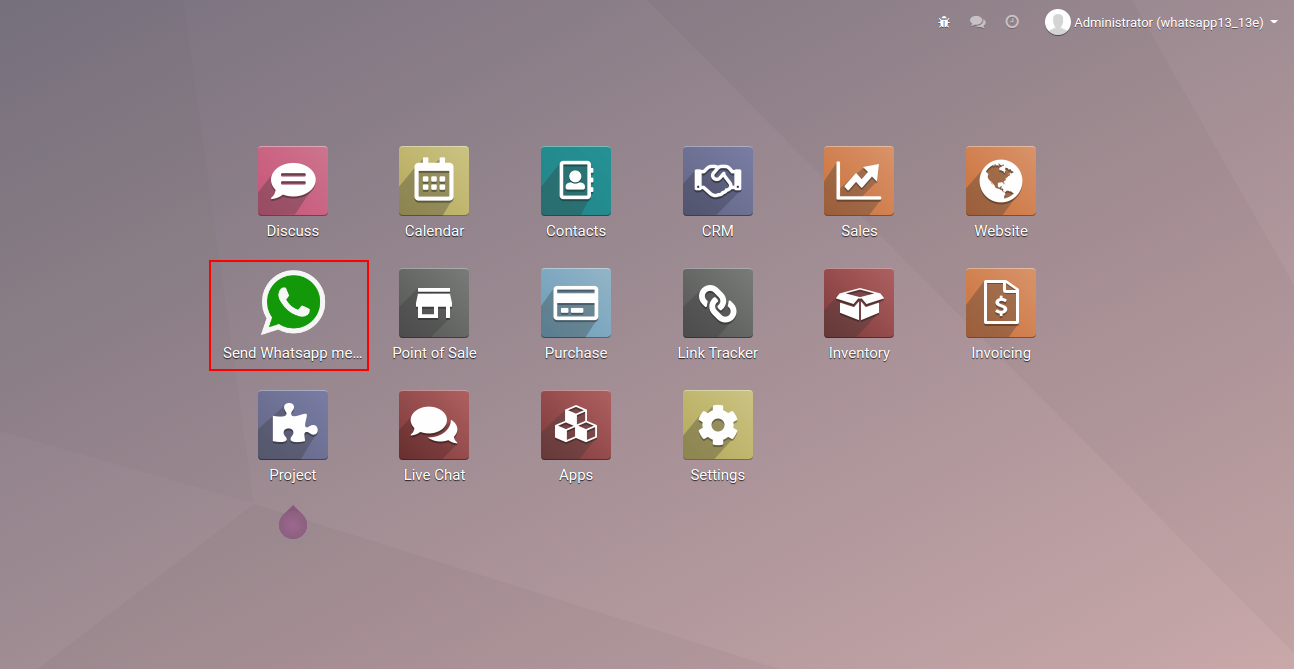 Administrator (whatsapp13_13e)
Discuss
Calendar
Contacts
CRM
Sales
Website
Send Whatsapp me...
Point of Sale
Purchase
Link Tracker
Inventory
$
Invoicing
Project
Live Chat
Apps
Settings